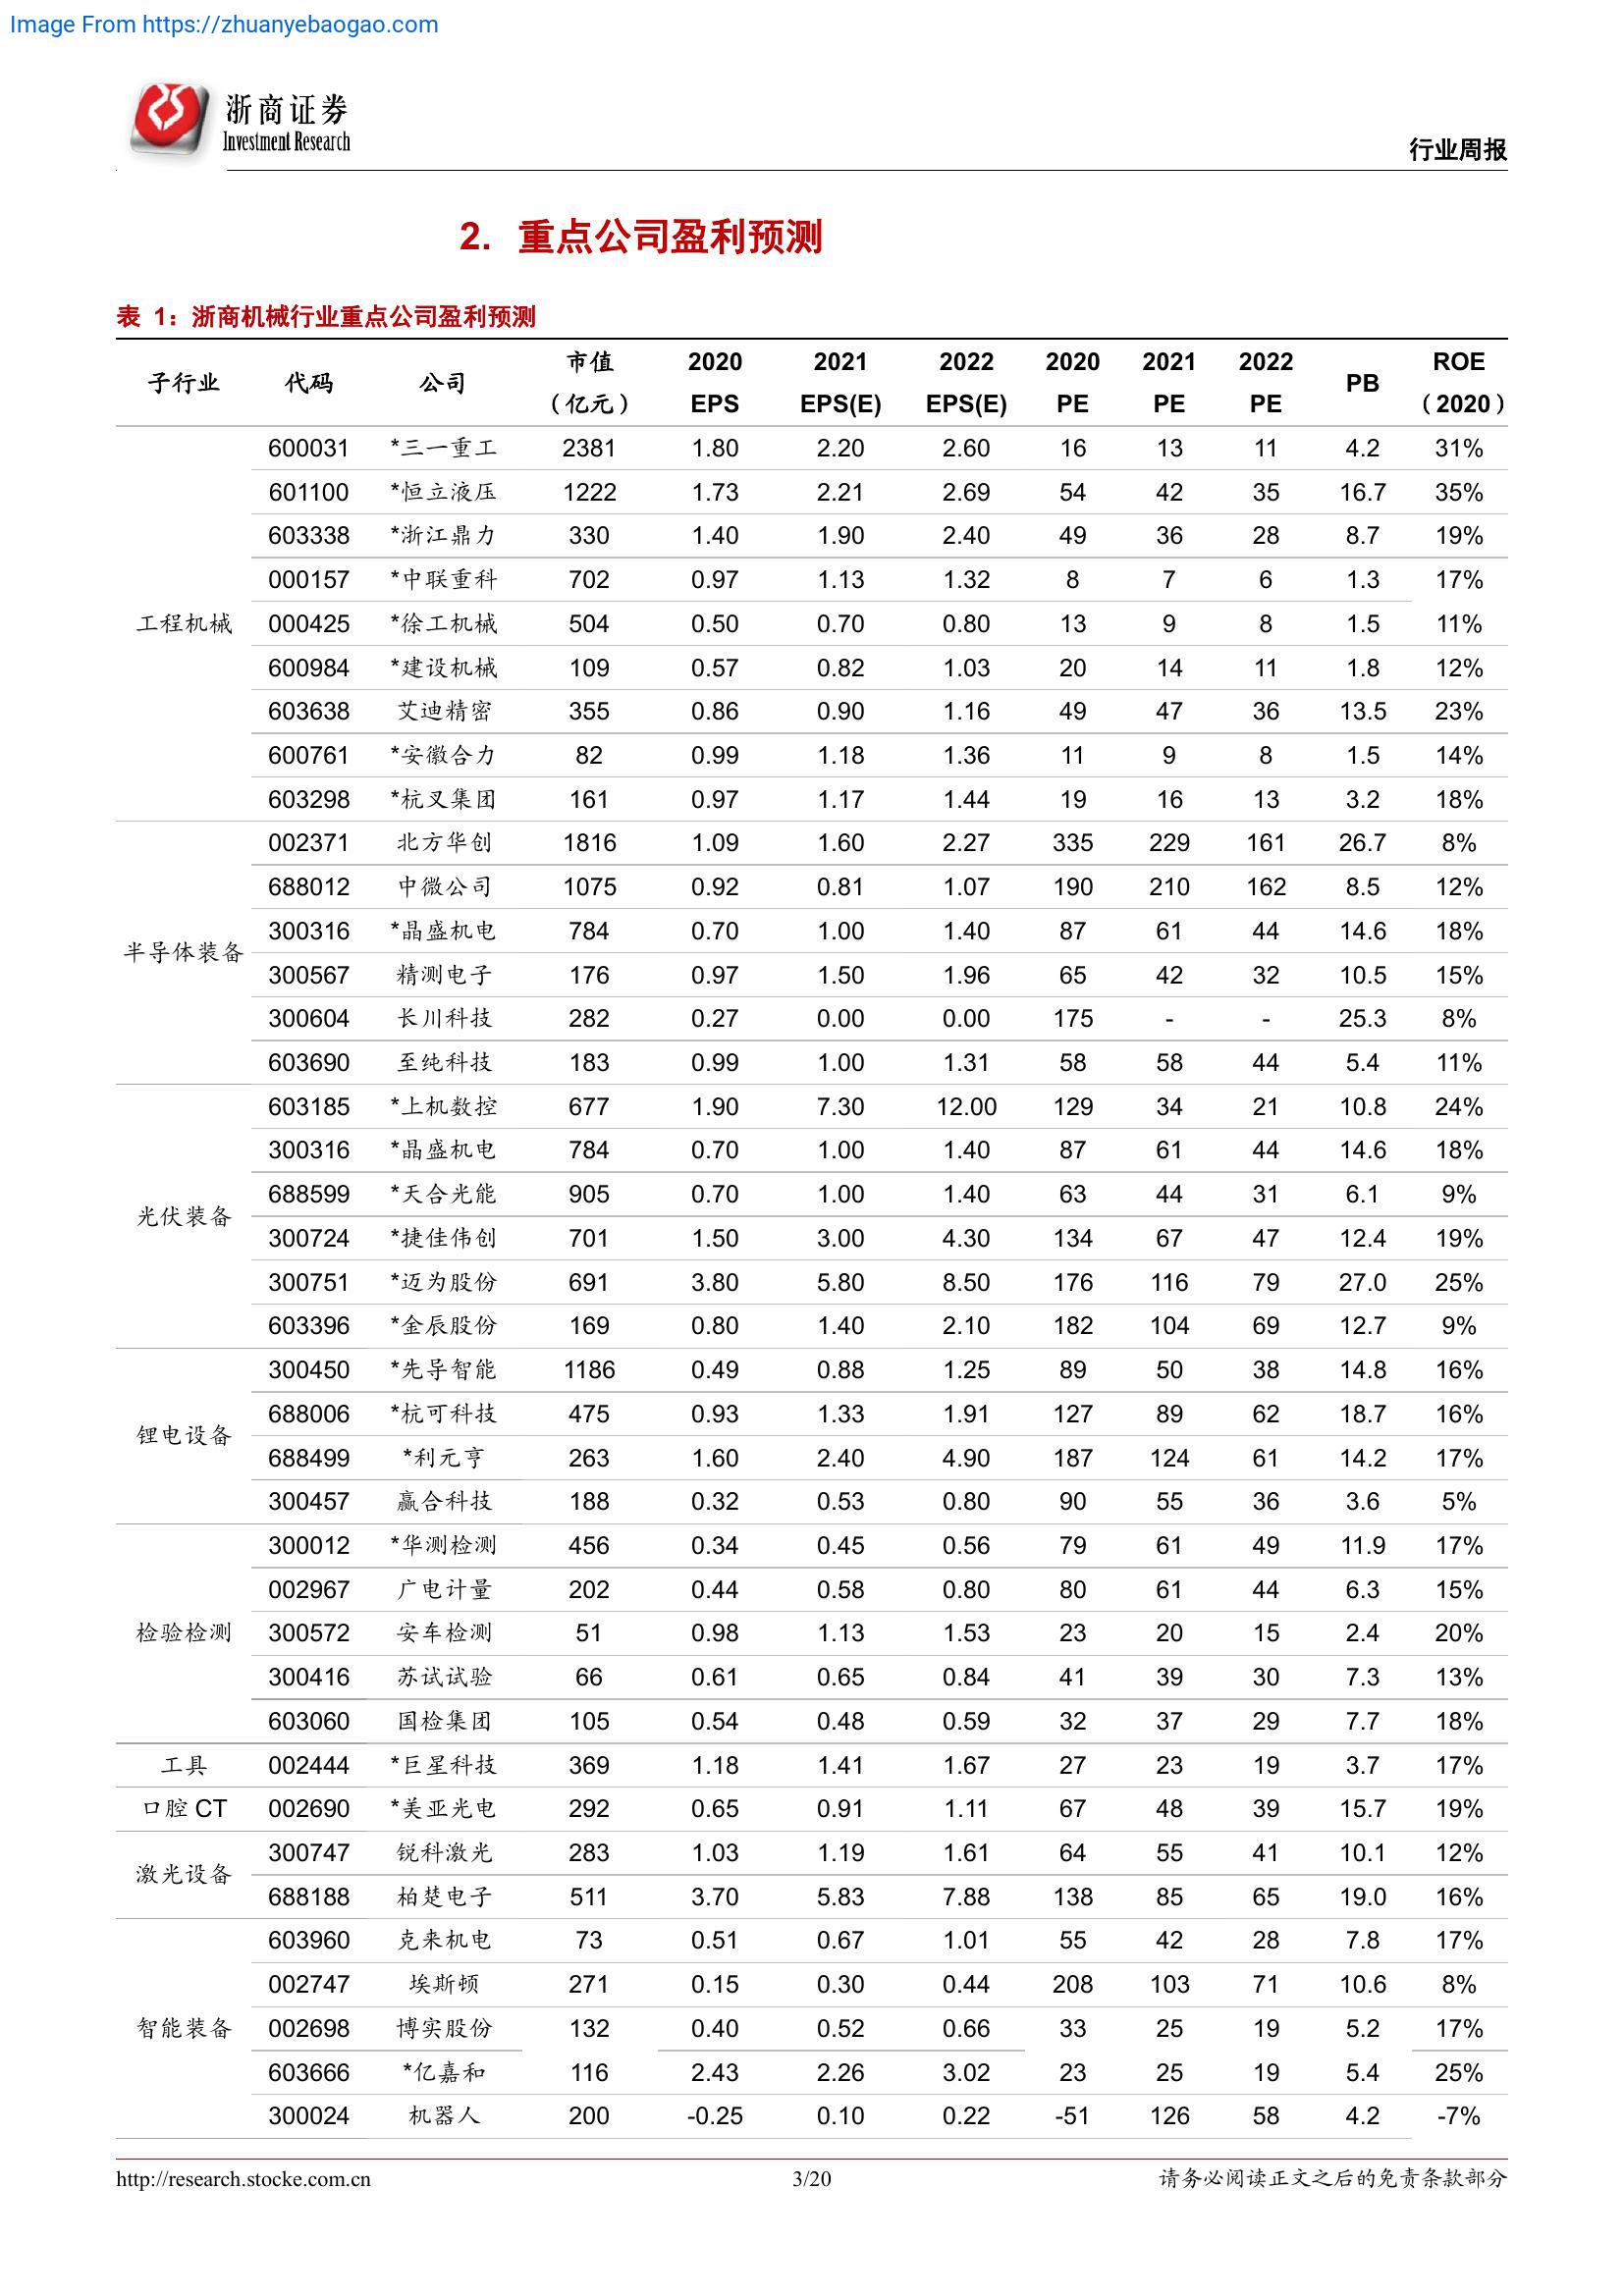 Image From https://zhuanyebaogao.com
浙商证券
Investment Research
行业周报
2. 重点公司盈利预测
表 1：浙商机械行业重点公司盈利预测
子行业 代码 公司 市值（亿元） 2020 EPS 2021 EPS(E) 2022 EPS(E) 2020 PE 2021 PE 2022 PE PB ROE（2020）
工程机械 600031 *三一重工 2381 1.80 2.20 2.60 16 13 11 4.2 31%
601100 *恒立液压 1222 1.73 2.21 2.69 54 42 35 16.7 35%
603338 *浙江鼎力 330 1.40 1.90 2.40 49 36 28 8.7 19%
000157 *中联重科 702 0.97 1.13 1.32 8 7 6 1.3 17%
000425 *徐工机械 504 0.50 0.70 0.80 13 9 8 1.5 11%
600984 *建设机械 109 0.57 0.82 1.03 20 14 11 1.8 12%
603638 艾迪精密 355 0.86 0.90 1.16 49 47 36 13.5 23%
600761 *安徽合力 82 0.99 1.18 1.36 11 9 8 1.5 14%
603298 *杭叉集团 161 0.97 1.17 1.44 19 16 13 3.2 18%
半导体装备 002371 北方华创 1816 1.09 1.60 2.27 335 229 161 26.7 8%
688012 中微公司 1075 0.92 0.81 1.07 190 210 162 8.5 12%
300316 *晶盛机电 784 0.70 1.00 1.40 87 61 44 14.6 18%
300567 精测电子 176 0.97 1.50 1.96 65 42 32 10.5 15%
300604 长川科技 282 0.27 0.00 0.00 175 - - 25.3 8%
603690 至纯科技 183 0.99 1.00 1.31 58 58 44 5.4 11%
光伏装备 603185 *上机数控 677 1.90 7.30 12.00 129 34 21 10.8 24%
300316 *晶盛机电 784 0.70 1.00 1.40 87 61 44 14.6 18%
688599 *天合光能 905 0.70 1.00 1.40 63 44 31 6.1 9%
300724 *捷佳伟创 701 1.50 3.00 4.30 134 67 47 12.4 19%
300751 *迈为股份 691 3.80 5.80 8.50 176 116 79 27.0 25%
603396 *金辰股份 169 0.80 1.40 2.10 182 104 69 12.7 9%
锂电设备 300450 *先导智能 1186 0.49 0.88 1.25 89 50 38 14.8 16%
688006 *杭可科技 475 0.93 1.33 1.91 127 89 62 18.7 16%
688499 *利元亨 263 1.60 2.40 4.90 187 124 61 14.2 17%
300457 赢合科技 188 0.32 0.53 0.80 90 55 36 3.6 5%
检验检测 300012 *华测检测 456 0.34 0.45 0.56 79 61 49 11.9 17%
002967 广电计量 202 0.44 0.58 0.80 80 61 44 6.3 15%
300572 安车检测 51 0.98 1.13 1.53 23 20 15 2.4 20%
300416 苏试试验 66 0.61 0.65 0.84 41 39 30 7.3 13%
603060 国检集团 105 0.54 0.48 0.59 32 37 29 7.7 18%
工具 002444 *巨星科技 369 1.18 1.41 1.67 27 23 19 3.7 17%
口腔 CT 002690 *美亚光电 292 0.65 0.91 1.11 67 48 39 15.7 19%
激光设备 300747 锐科激光 283 1.03 1.19 1.61 64 55 41 10.1 12%
688188 柏楚电子 511 3.70 5.83 7.88 138 85 65 19.0 16%
智能装备 603960 克来机电 73 0.51 0.67 1.01 55 42 28 7.8 17%
002747 埃斯顿 271 0.15 0.30 0.44 208 103 71 10.6 8%
002698 博实股份 132 0.40 0.52 0.66 33 25 19 5.2 17%
603666 *亿嘉和 116 2.43 2.26 3.02 23 25 19 5.4 25%
300024 机器人 200 -0.25 0.10 0.22 -51 126 58 4.2 -7%
http://research.stocke.com.cn 3/20 请务必阅读正文之后的免责条款部分